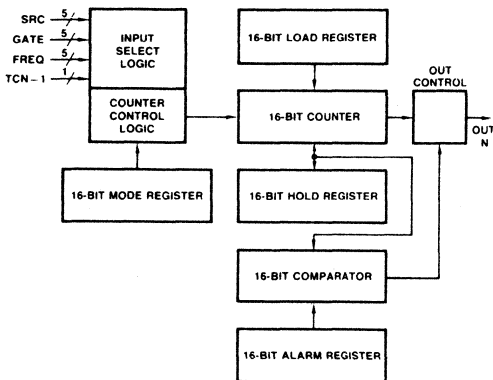 SRC 5
GATE 5
FREQ 5
TCN – 1 1
INPUT
SELECT
LOGIC
COUNTER
CONTROL
LOGIC
16-BIT MODE REGISTER
16-BIT LOAD REGISTER
16-BIT COUNTER
16-BIT HOLD REGISTER
16-BIT COMPARATOR
16-BIT ALARM REGISTER
OUT
CONTROL
OUT
N